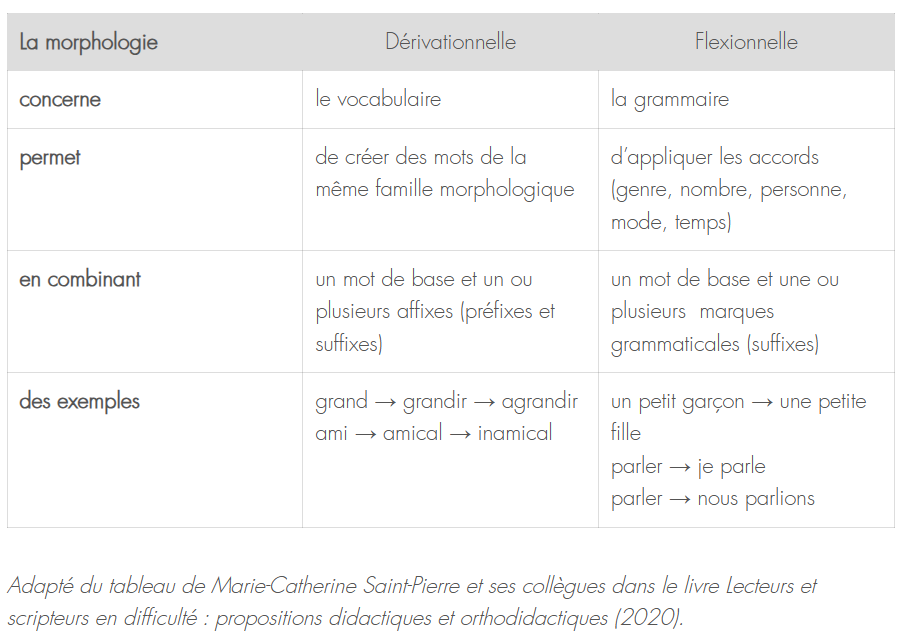 La morphologie Dérivationnelle Flexionnelle
concerne le vocabulaire la grammaire
permet de créer des mots de la d’appliquer les accords
même famille morphologique (genre, nombre, personne,
mode, temps)
en combinant un mot de base et un ou un mot de base et une ou
plusieurs affixes (préfixes et plusieurs marques
suffixes) grammaticales (suffixes)
des exemples grand → grandir → agrandir un petit garçon → une petite
ami → amical → inamical fille
parler → je parle
parler → nous parlions
Adapté du tableau de Marie-Catherine Saint-Pierre et ses collègues dans le livre Lecteurs et
scripteurs en difficulté : propositions didactiques et orthodidactiques (2020).